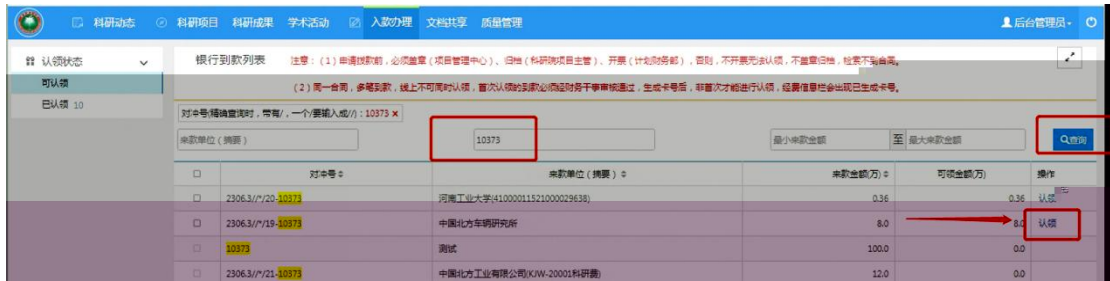 科研动态 科研项目 科研成果 学术活动 入款办理 文档共享 质量管理 后台管理员
认领状态
可认领
已认领 10
银行到款列表 注意：（1）申请拨款前，必须盖章（项目管理中心）、归档（科研院项目主管）、开票（计划财务部），否则，不开票无法认领，不盖章归档，检索不到合同。
（2）同一合同，多笔到款，线上不可同时认领，首次认领的到款必须经财务干事审核通过，生成卡号后，非首次才能进行认领，经费信息栏会出现已生成卡号。
对冲号(精确查询时，带有/，一个/要输入成//)：10373 ×
来款单位（摘要） 10373 最小来款金额 至 最大来款金额 查询
对冲号 来款单位（摘要） 来款金额(万) 可领金额(万) 操作
2306.3//*/20-10373 河南工业大学(41000011521000029638) 0.36 0.36 认领
2306.3//*/19-10373 中国北方车辆研究所 8.0 8.0 认领
10373 测试 100.0 0.0
2306.3//*/21-10373 中国北方工业有限公司(KJW-20001科研费) 12.0 0.0